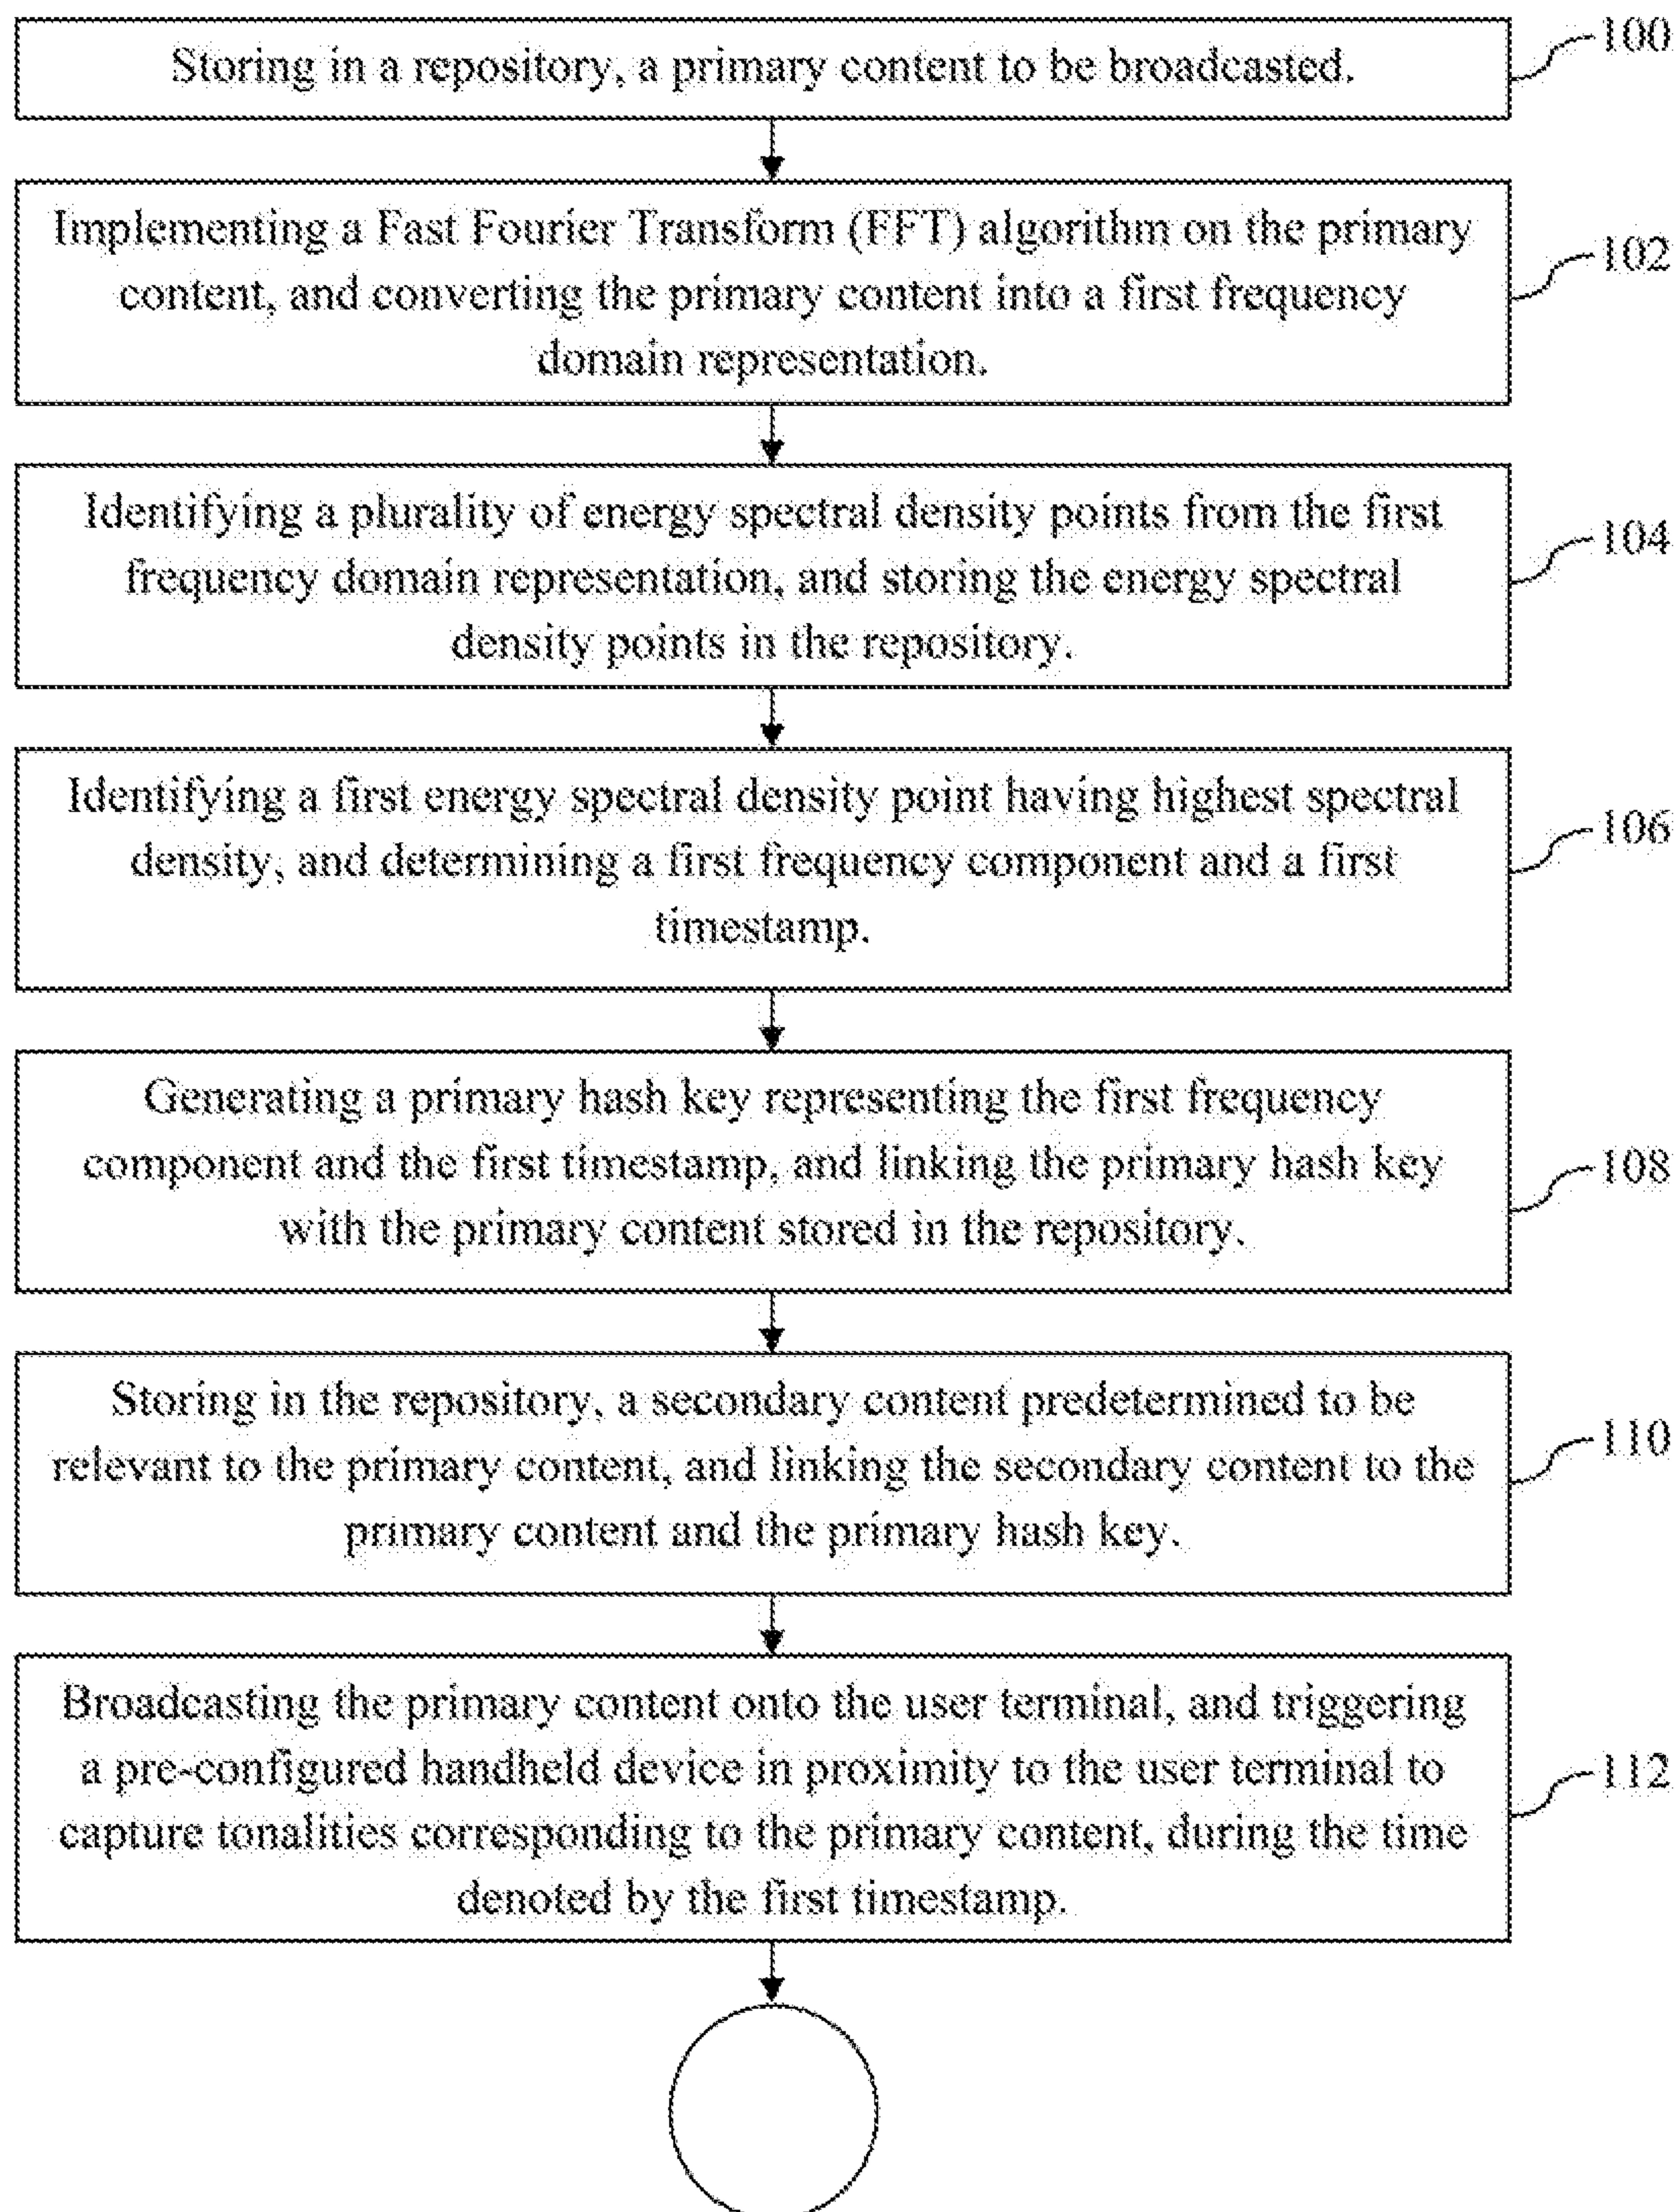 Storing in a repository, a primary content to be broadcasted.
100
Implementing a Fast Fourier Transform (FFT) algorithm on the primary
content, and converting the primary content into a first frequency
domain representation.
102
Identifying a plurality of energy spectral density points from the first
frequency domain representation, and storing the energy spectral
density points in the repository.
104
Identifying a first energy spectral density point having highest spectral
density, and determining a first frequency component and a first
timestamp.
106
Generating a primary hash key representing the first frequency
component and the first timestamp, and linking the primary hash key
with the primary content stored in the repository.
108
Storing in the repository, a secondary content predetermined to be
relevant to the primary content, and linking the secondary content to the
primary content and the primary hash key.
110
Broadcasting the primary content onto the user terminal, and triggering
a pre-configured handheld device in proximity to the user terminal to
capture tonalities corresponding to the primary content, during the time
denoted by the first timestamp.
112